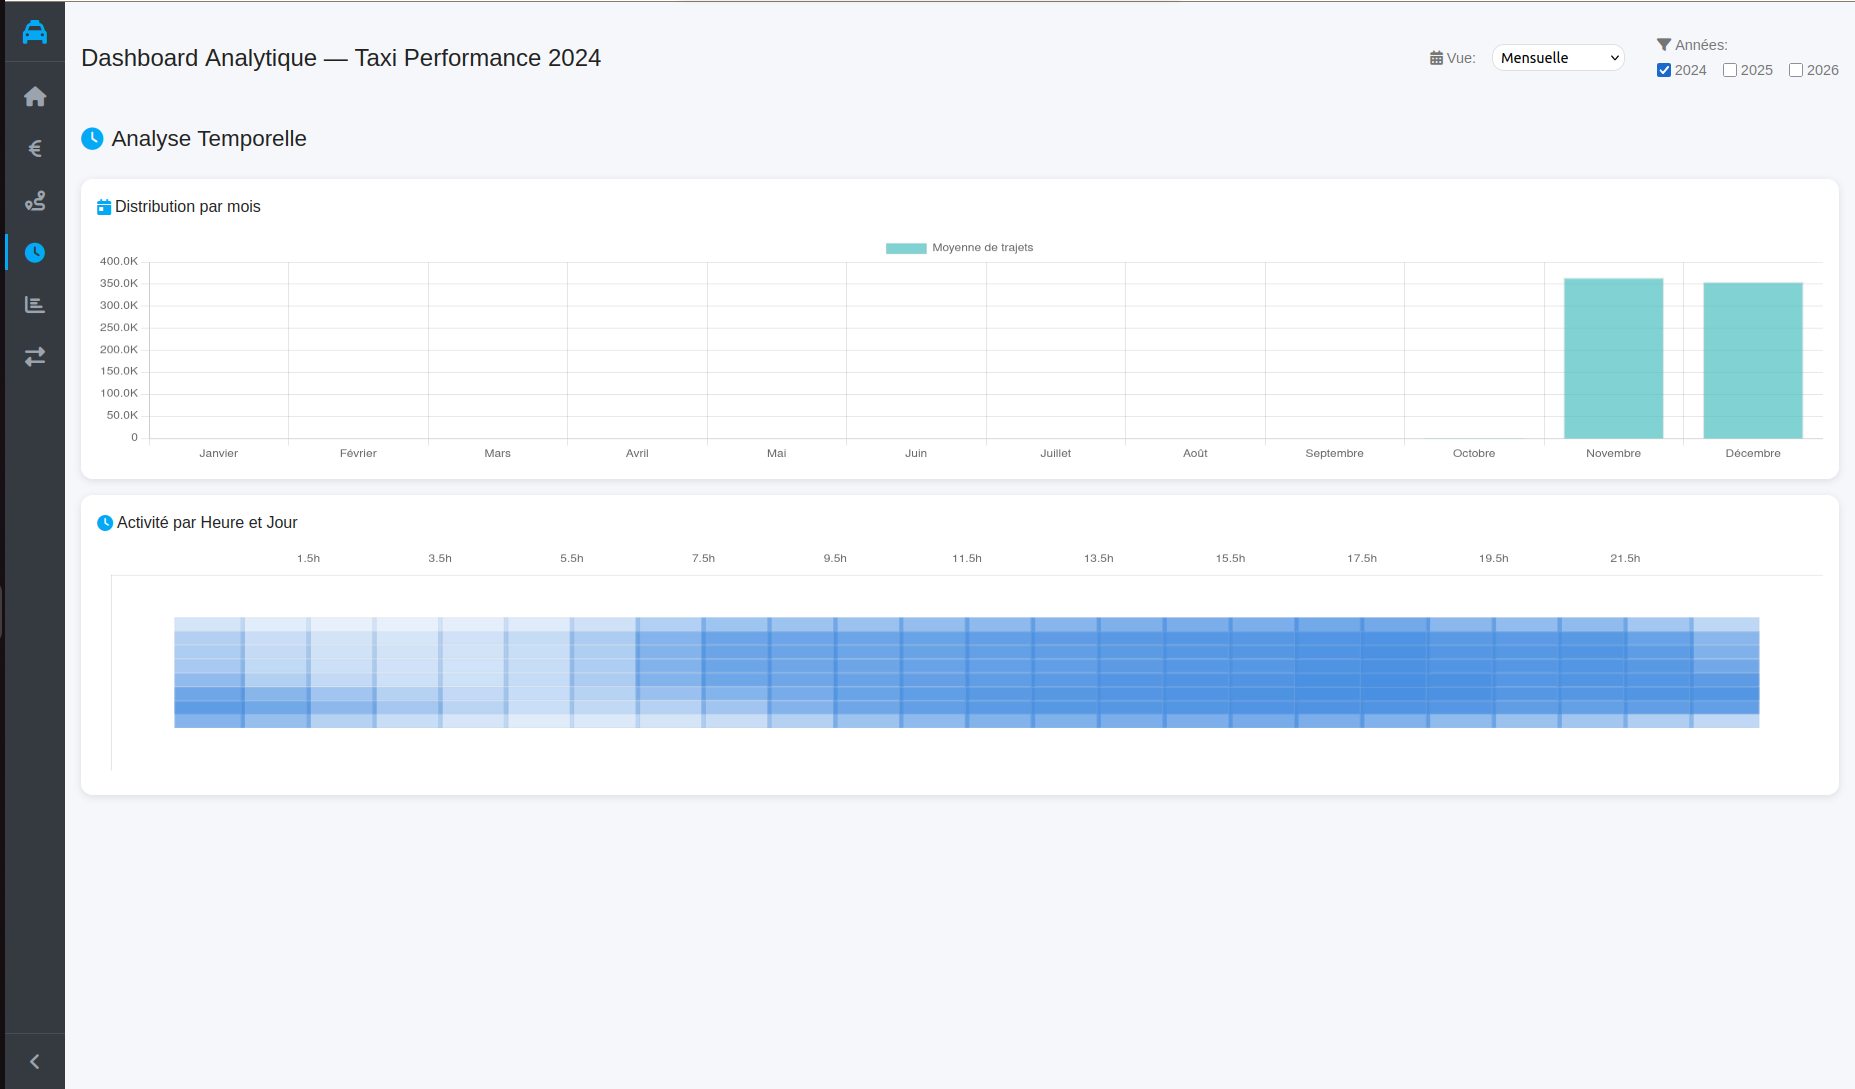 Dashboard Analytique — Taxi Performance 2024
Vue:
Mensuelle
Années:
2024
2025
2026
Analyse Temporelle
Distribution par mois
Moyenne de trajets
400.0K
350.0K
300.0K
250.0K
200.0K
150.0K
100.0K
50.0K
0
Janvier Février Mars Avril Mai Juin Juillet Août Septembre Octobre Novembre Décembre
Activité par Heure et Jour
1.5h 3.5h 5.5h 7.5h 9.5h 11.5h 13.5h 15.5h 17.5h 19.5h 21.5h